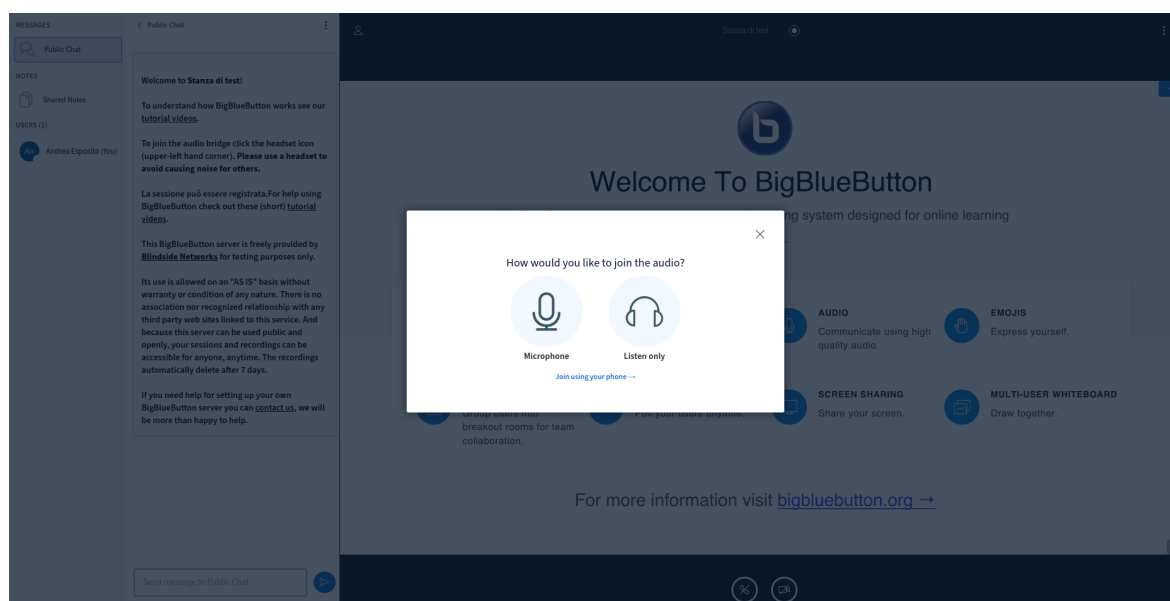 MESSAGES
Public Chat
NOTES
Shared Notes
USERS (1)
An
Andrea Esposito (You)
Public Chat
Welcome to Stanza di test!
To understand how BigBlueButton works see our
tutorial videos.
To join the audio bridge click the headset icon
(upper-left hand corner). Please use a headset to
avoid causing noise for others.
La sessione può essere registrata.For help using
BigBlueButton check out these (short) tutorial
videos.
This BigBlueButton server is freely provided by
Blindside Networks for testing purposes only.
Its use is allowed on an "AS IS" basis without
warranty or condition of any nature. There is no
association nor recognized relationship with any
third party web sites linked to this service. And
because this server can be used public and
openly, your sessions and recordings can be
accessible for anyone, anytime. The recordings
automatically delete after 7 days.
If you need help for setting up your own
BigBlueButton server you can contact us, we will
be more than happy to help.
Send message to Public Chat
Stanza di test
Welcome To BigBlueButton
ng system designed for online learning
How would you like to join the audio?
Microphone
Listen only
Join using your phone →
AUDIO
Communicate using high
quality audio.
EMOJIS
Express yourself.
Group users into
breakout rooms for team
collaboration.
Poll your users anytime.
SCREEN SHARING
Share your screen.
MULTI-USER WHITEBOARD
Draw together.
For more information visit bigbluebutton.org →